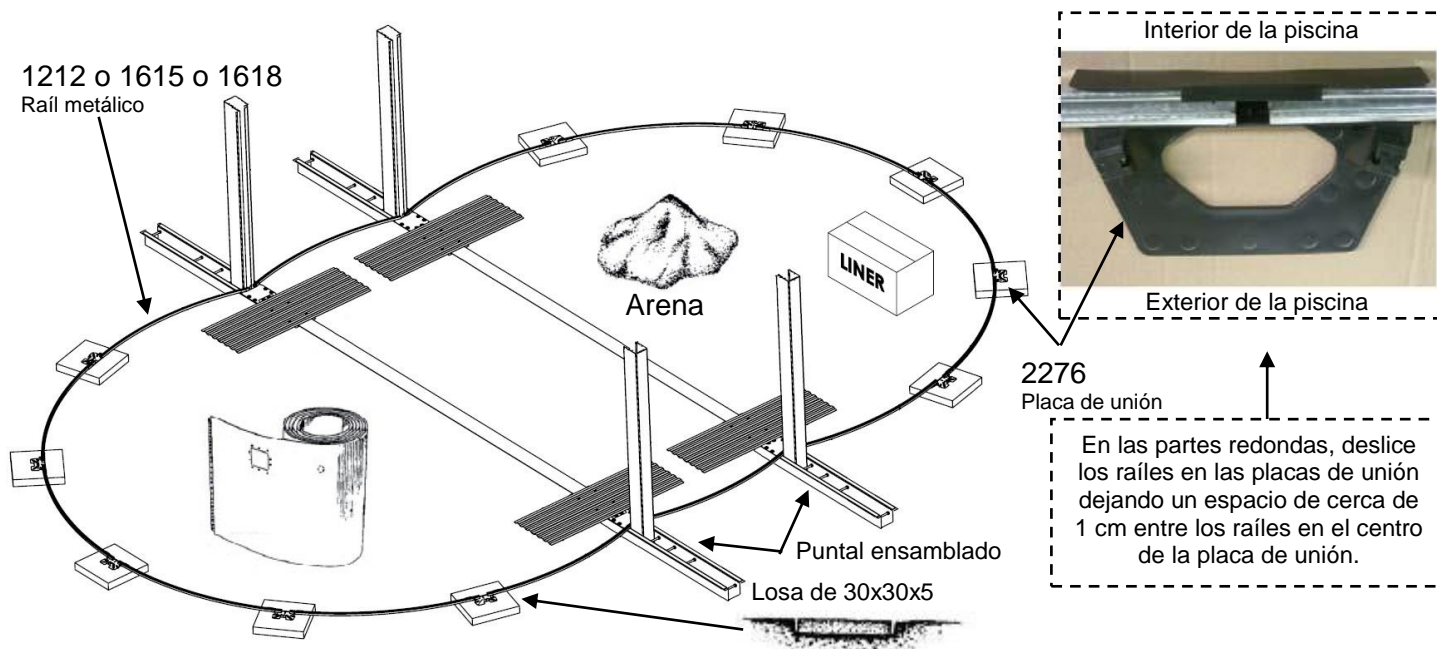 1212 o 1615 o 1618
Raíl metálico
Arena
LINER
Puntal ensamblado
Losa de 30x30x5
Interior de la piscina
Exterior de la piscina
2276
Placa de unión
En las partes redondas, deslice
los raíles en las placas de unión
dejando un espacio de cerca de
1 cm entre los raíles en el centro
de la placa de unión.